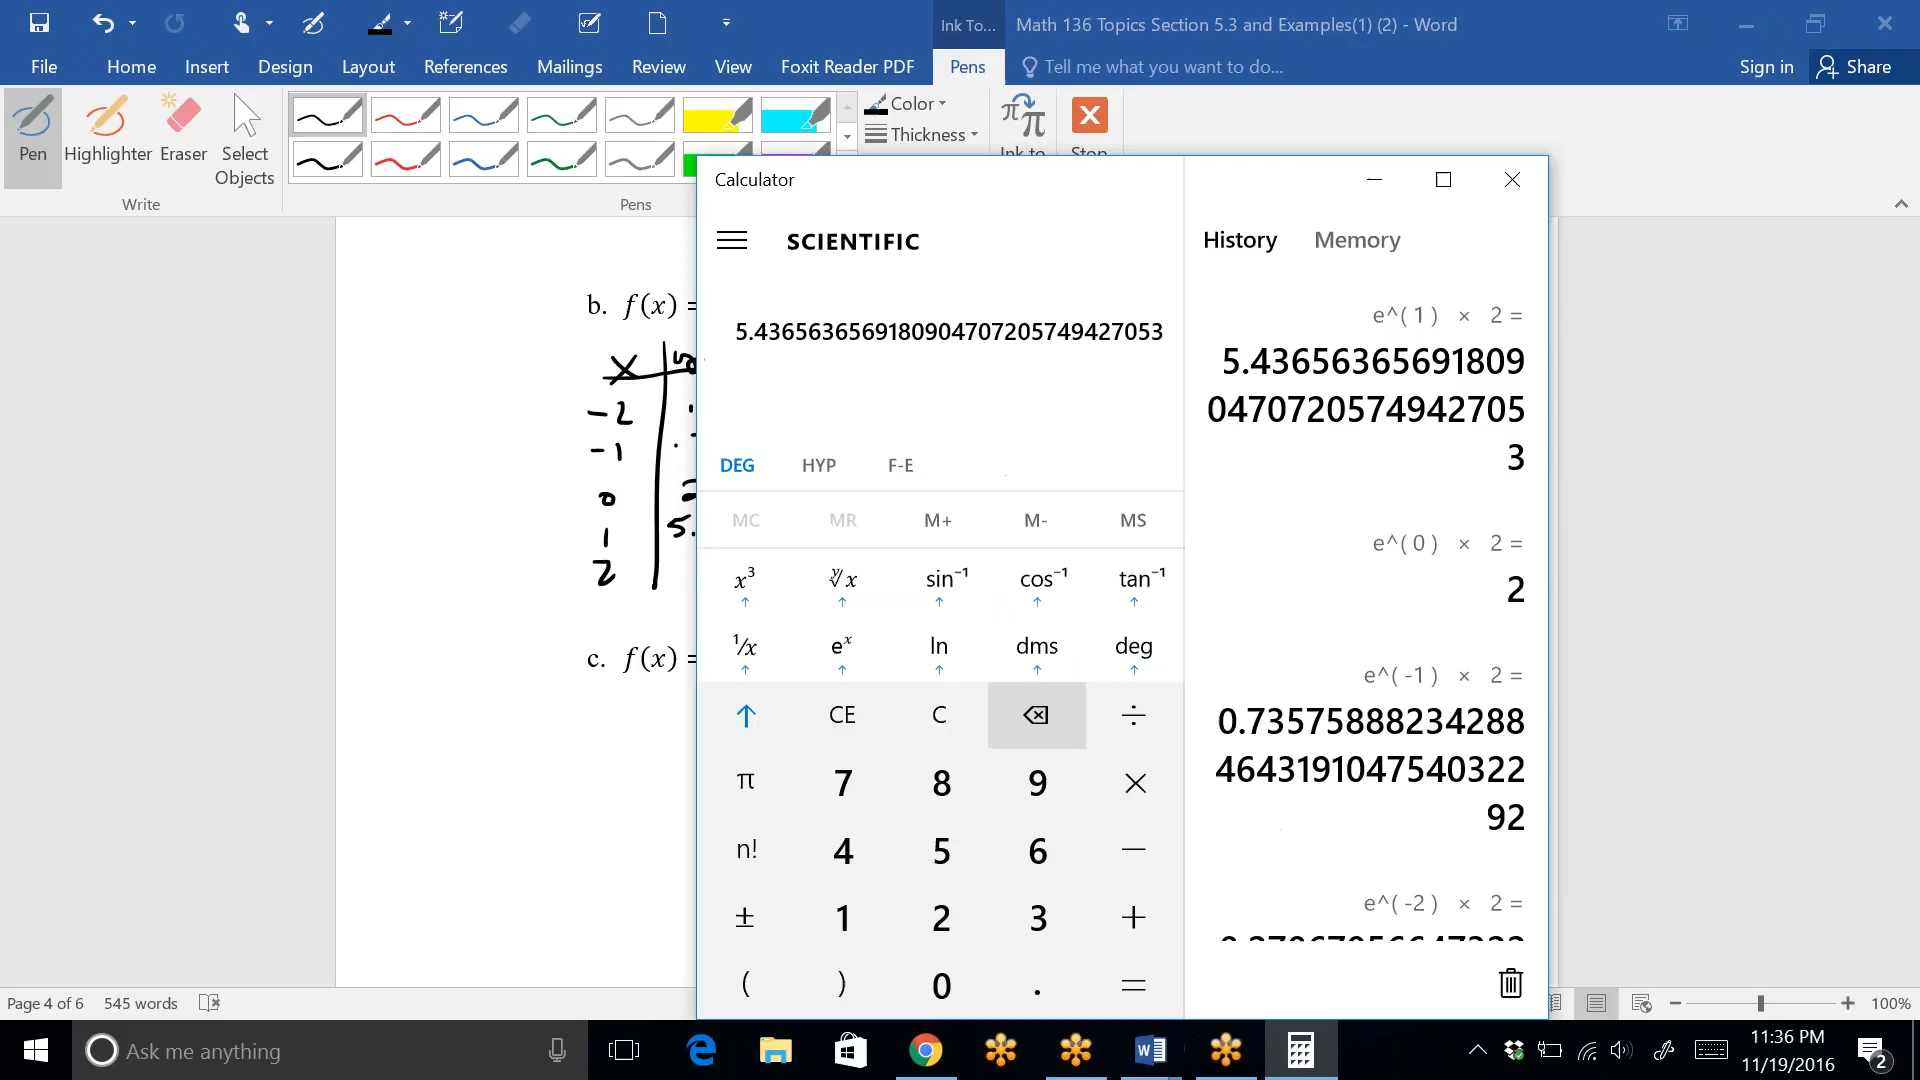 Ink To...
Math 136 Topics Section 5.3 and Examples(1) (2) - Word
File Home Insert Design Layout References Mailings Review View Foxit Reader PDF Pens Tell me what you want to do... Sign in Share
Pen Highlighter Eraser Select Objects
Write
Pens
Color
Thickness
Calculator
SCIENTIFIC
5.4365636569180904707205749427053
DEG HYP F-E
MC MR M+ M- MS
x³ ʸ√x sin⁻¹ cos⁻¹ tan⁻¹
¹/x eˣ ln dms deg
↑ CE C ÷
π 7 8 9 ×
n! 4 5 6 −
± 1 2 3 +
( ) 0 . =
History Memory
e^( 1 ) × 2 =
5.43656365691809
0470720574942705
3
e^( 0 ) × 2 =
2
e^( -1 ) × 2 =
0.73575888234288
4643191047540322
92
e^( -2 ) × 2 =
b. f(x) =
x
-2
-1
0 2
1 5.
2
c. f(x) =
Page 4 of 6 545 words
100%
Ask me anything
11:36 PM
11/19/2016
2